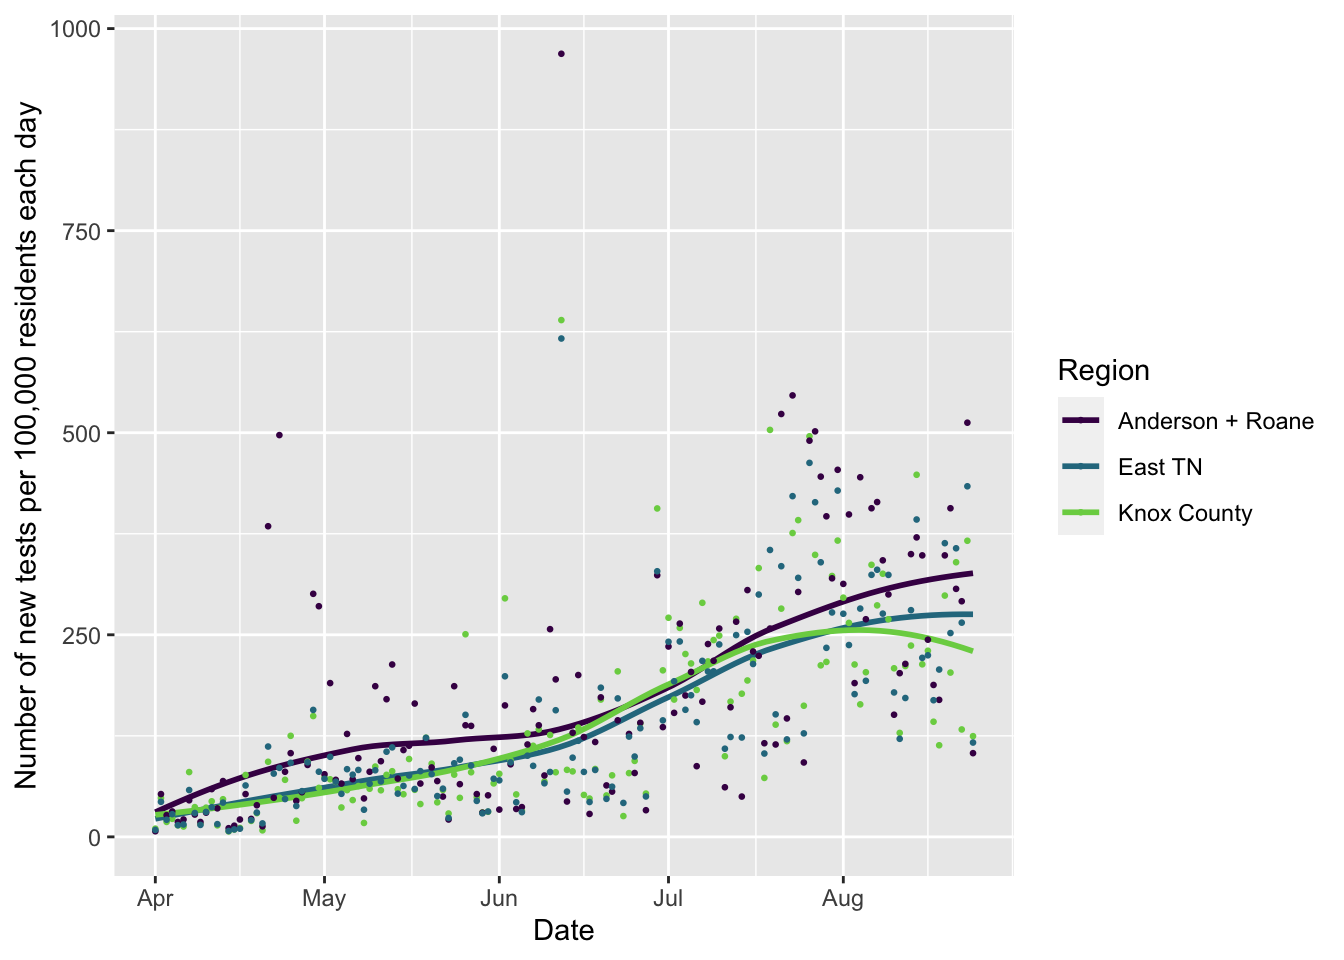 Number of new tests per 100,000 residents each day
1000
750
500
250
0
Apr
May
Jun
Jul
Aug
Date
Region
Anderson + Roane
East TN
Knox County